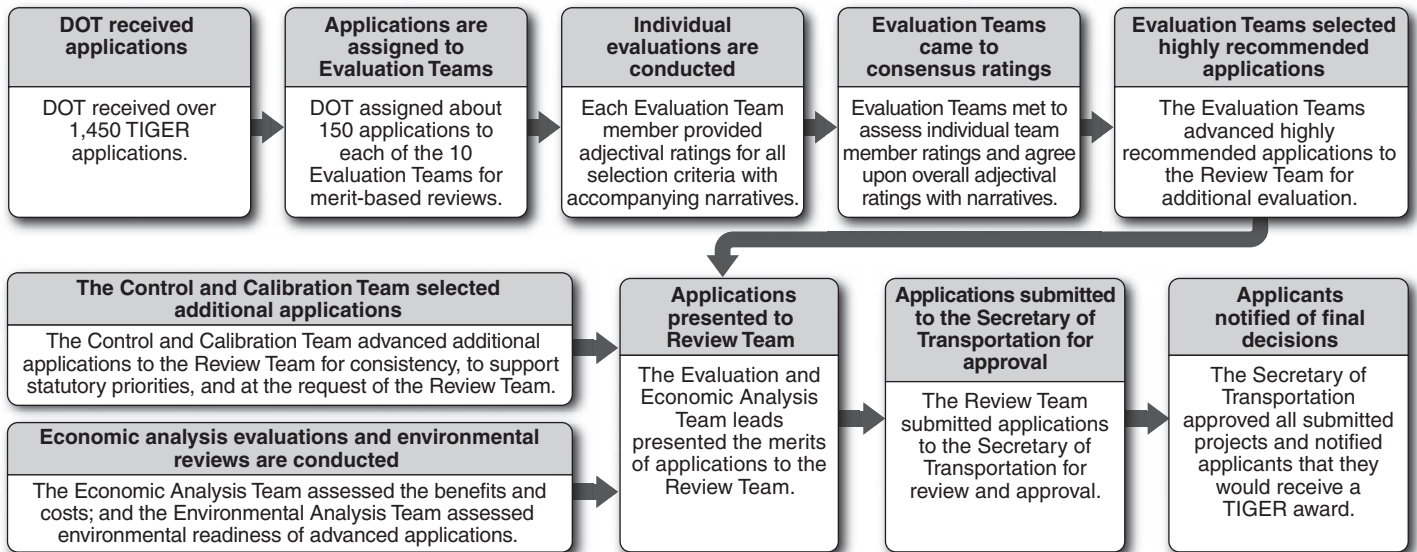 DOT received
applications
DOT received over
1,450 TIGER
applications.
Applications are
assigned to
Evaluation Teams
DOT assigned about
150 applications to
each of the 10
Evaluation Teams for
merit-based reviews.
Individual
evaluations are
conducted
Each Evaluation Team
member provided
adjectival ratings for all
selection criteria with
accompanying narratives.
Evaluation Teams
came to
consensus ratings
Evaluation Teams met to
assess individual team
member ratings and agree
upon overall adjectival
ratings with narratives.
Evaluation Teams selected
highly recommended
applications
The Evaluation Teams
advanced highly
recommended applications to
the Review Team for
additional evaluation.
The Control and Calibration Team selected
additional applications
The Control and Calibration Team advanced additional
applications to the Review Team for consistency, to support
statutory priorities, and at the request of the Review Team.
Economic analysis evaluations and environmental
reviews are conducted
The Economic Analysis Team assessed the benefits and
costs; and the Environmental Analysis Team assessed
environmental readiness of advanced applications.
Applications
presented to
Review Team
The Evaluation and
Economic Analysis
Team leads
presented the merits
of applications to the
Review Team.
Applications submitted
to the Secretary of
Transportation for
approval
The Review Team
submitted applications
to the Secretary of
Transportation for
review and approval.
Applicants
notified of final
decisions
The Secretary of
Transportation
approved all submitted
projects and notified
applicants that they
would receive a
TIGER award.